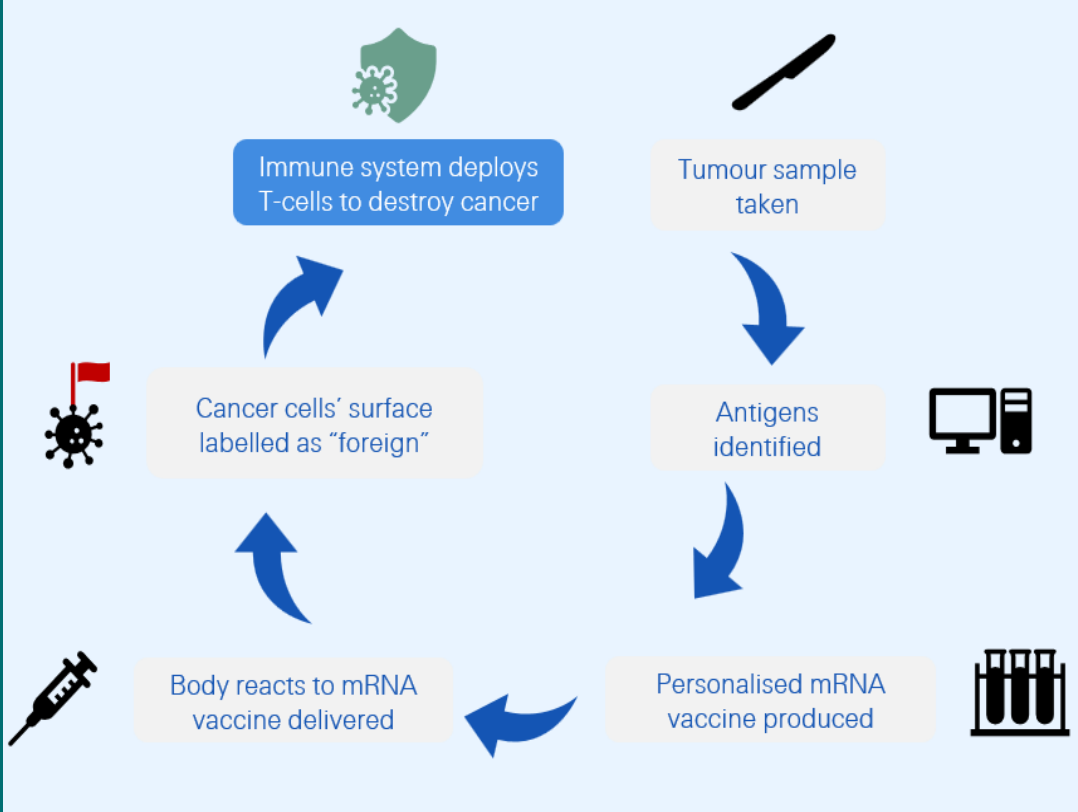 Immune system deploys
T-cells to destroy cancer
Tumour sample
taken
Antigens
identified
Personalised mRNA
vaccine produced
Body reacts to mRNA
vaccine delivered
Cancer cells’ surface
labelled as “foreign”